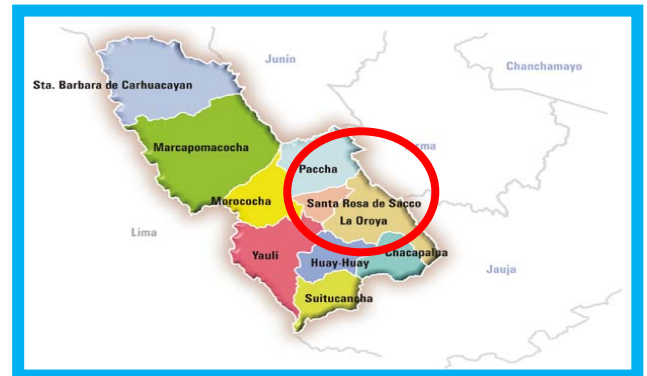 Junin
Chanchamayo
Sta. Barbara de Carhuacayan
Marcapomacocha
rma
Paccha
Morococha
Santa Rosa de Sacco
La Oroya
Lima
Yauli
Huay-Huay
Chacapalpa
Jauja
Suitucancha